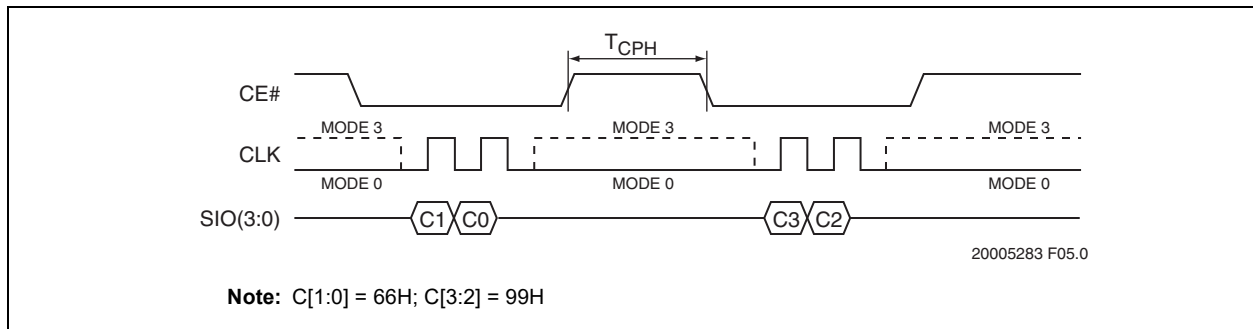 T_CPH
CE#
MODE 3 MODE 3 MODE 3
CLK
MODE 0 MODE 0 MODE 0
SIO(3:0) C1 C0 C3 C2
20005283 F05.0
Note: C[1:0] = 66H; C[3:2] = 99H